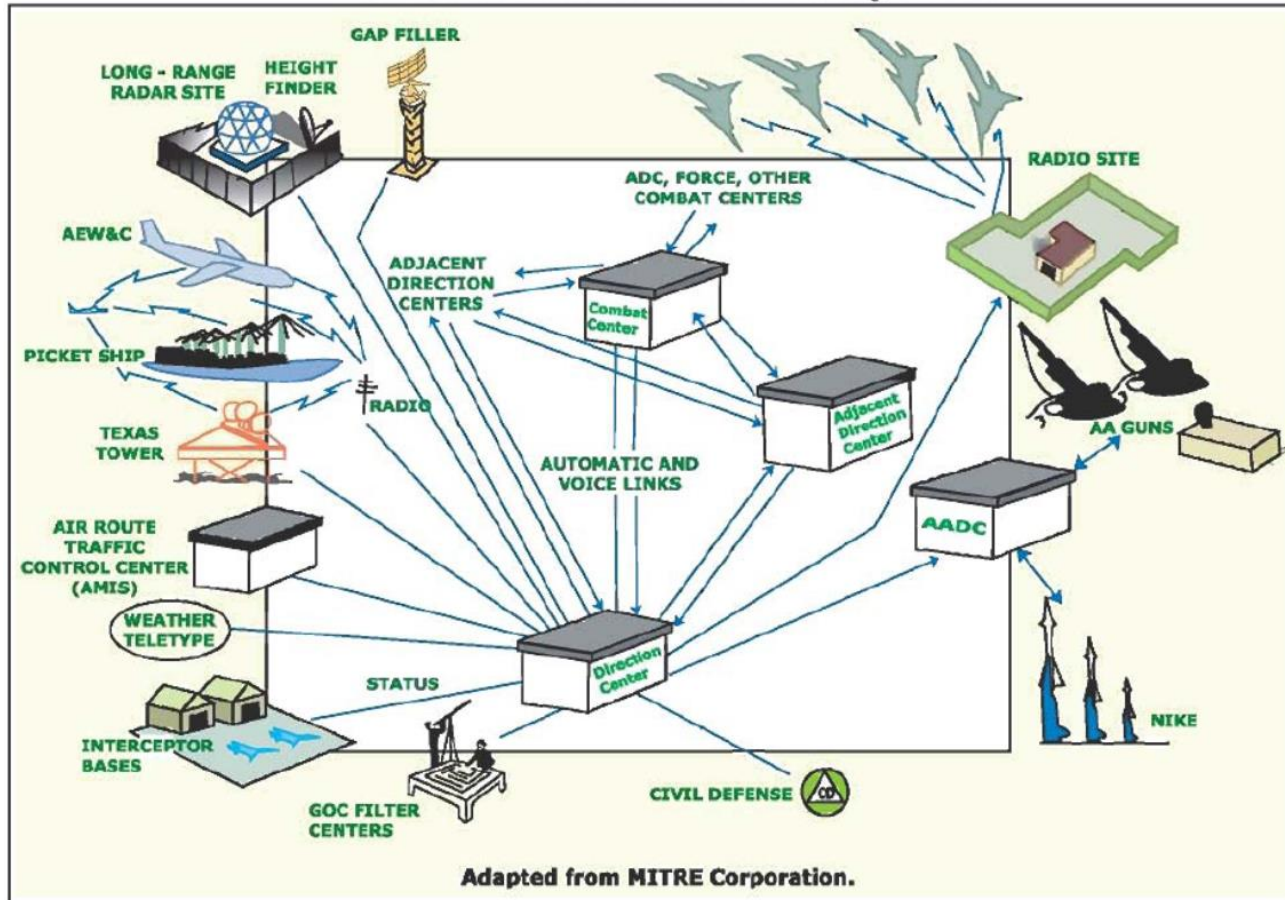 GAP FILLER
LONG - RANGE
RADAR SITE
HEIGHT
FINDER
RADIO SITE
ADC, FORCE, OTHER
COMBAT CENTERS
AEW&C
ADJACENT
DIRECTION
CENTERS
Combat
Center
PICKET SHIP
RADIO
Adjacent
Direction
Center
AA GUNS
TEXAS
TOWER
AUTOMATIC AND
VOICE LINKS
AADC
AIR ROUTE
TRAFFIC
CONTROL CENTER
(AMIS)
WEATHER
TELETYPE
Direction
Center
STATUS
NIKE
INTERCEPTOR
BASES
GOC FILTER
CENTERS
CIVIL DEFENSE
CD
Adapted from MITRE Corporation.